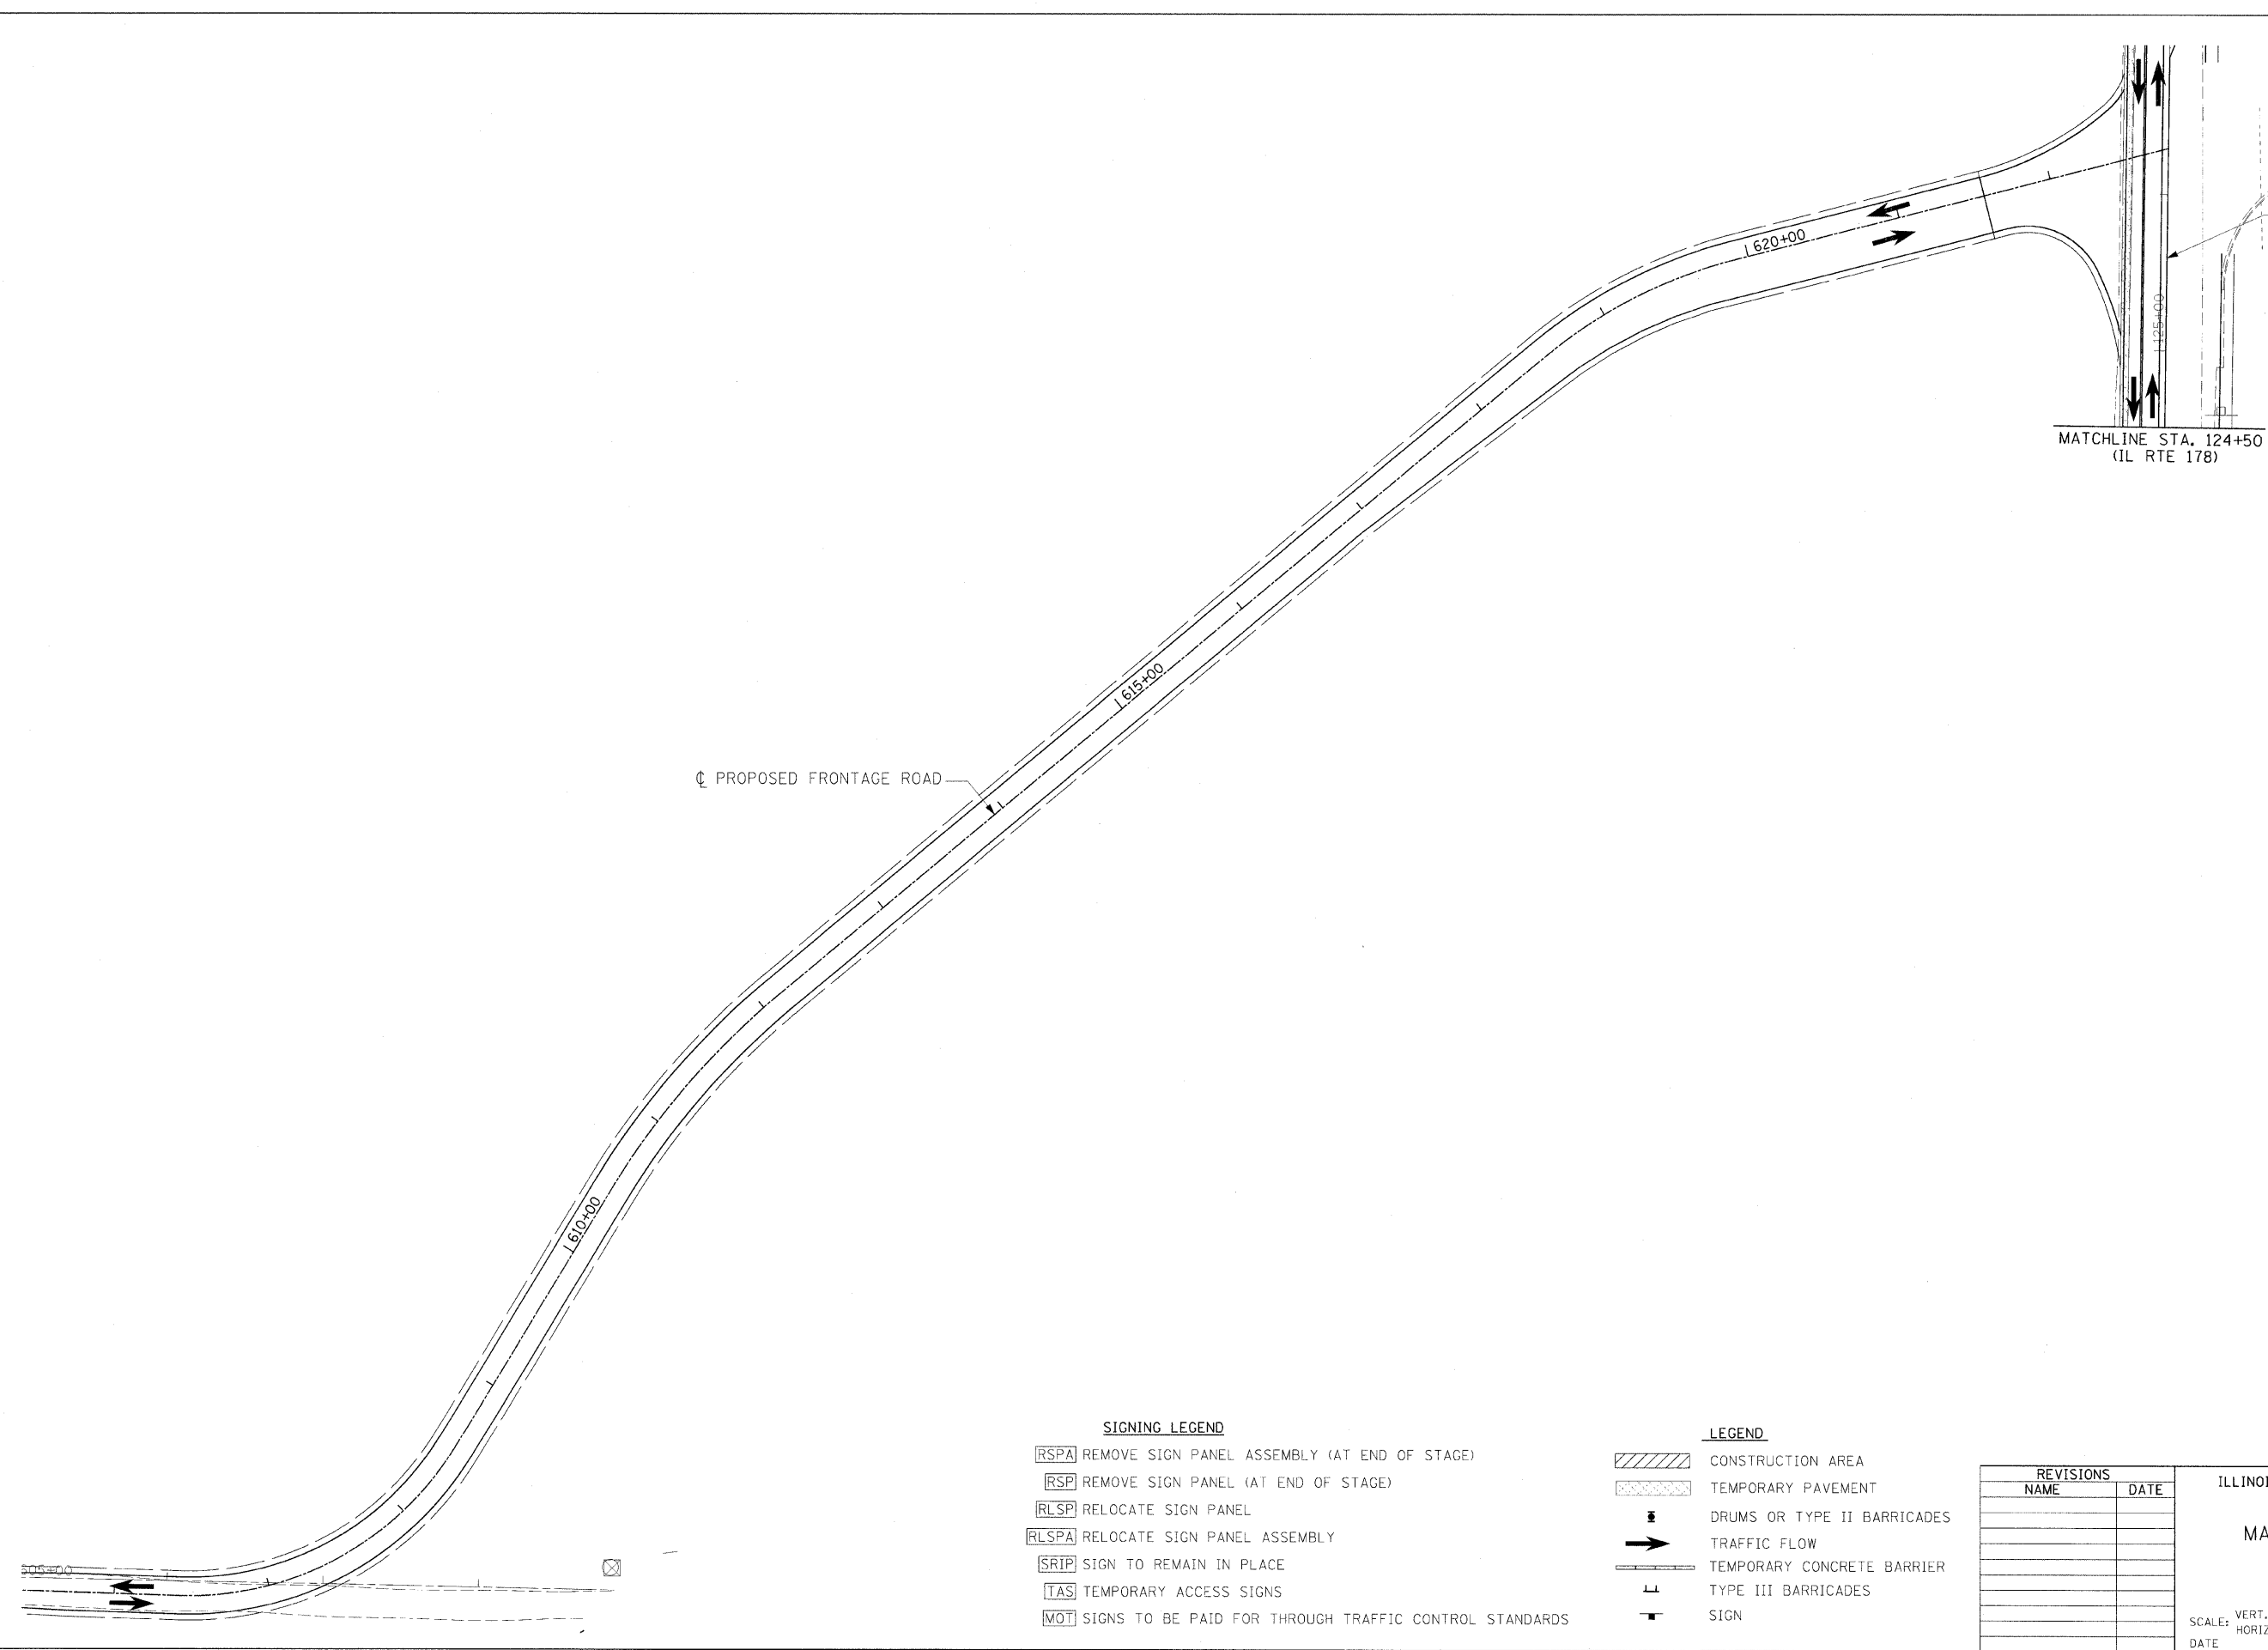 620+00
125+00
MATCHLINE STA. 124+50
(IL RTE 178)
615+00
℄ PROPOSED FRONTAGE ROAD
610+00
SIGNING LEGEND
RSPA REMOVE SIGN PANEL ASSEMBLY (AT END OF STAGE)
RSP REMOVE SIGN PANEL (AT END OF STAGE)
RLSP RELOCATE SIGN PANEL
RLSPA RELOCATE SIGN PANEL ASSEMBLY
SRIP SIGN TO REMAIN IN PLACE
TAS TEMPORARY ACCESS SIGNS
MOT SIGNS TO BE PAID FOR THROUGH TRAFFIC CONTROL STANDARDS
LEGEND
CONSTRUCTION AREA
TEMPORARY PAVEMENT
DRUMS OR TYPE II BARRICADES
TRAFFIC FLOW
TEMPORARY CONCRETE BARRIER
TYPE III BARRICADES
SIGN
REVISIONS
NAME DATE
ILLINOI
MA
SCALE: VERT.
HORIZ
DATE